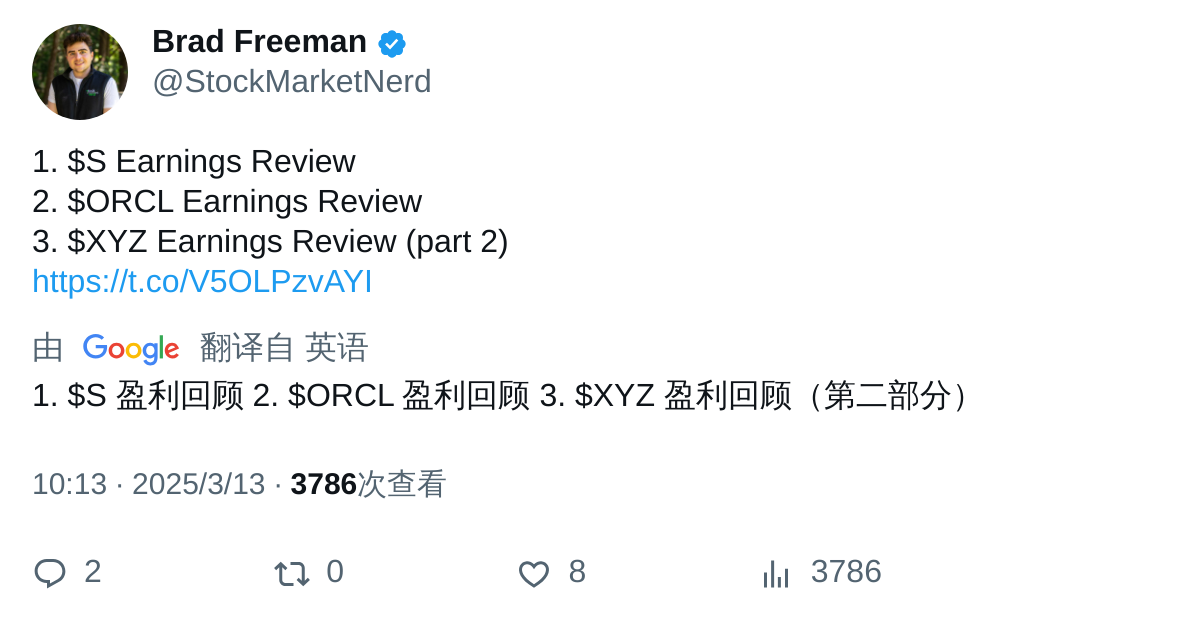 Brad Freeman
@StockMarketNerd
1. $S Earnings Review
2. $ORCL Earnings Review
3. $XYZ Earnings Review (part 2)
https://t.co/V5OLPzvAYI
由 Google 翻译自 英语
1. $S 盈利回顾 2. $ORCL 盈利回顾 3. $XYZ 盈利回顾（第二部分）
10:13 · 2025/3/13 · 3786次查看
2 0 8 3786